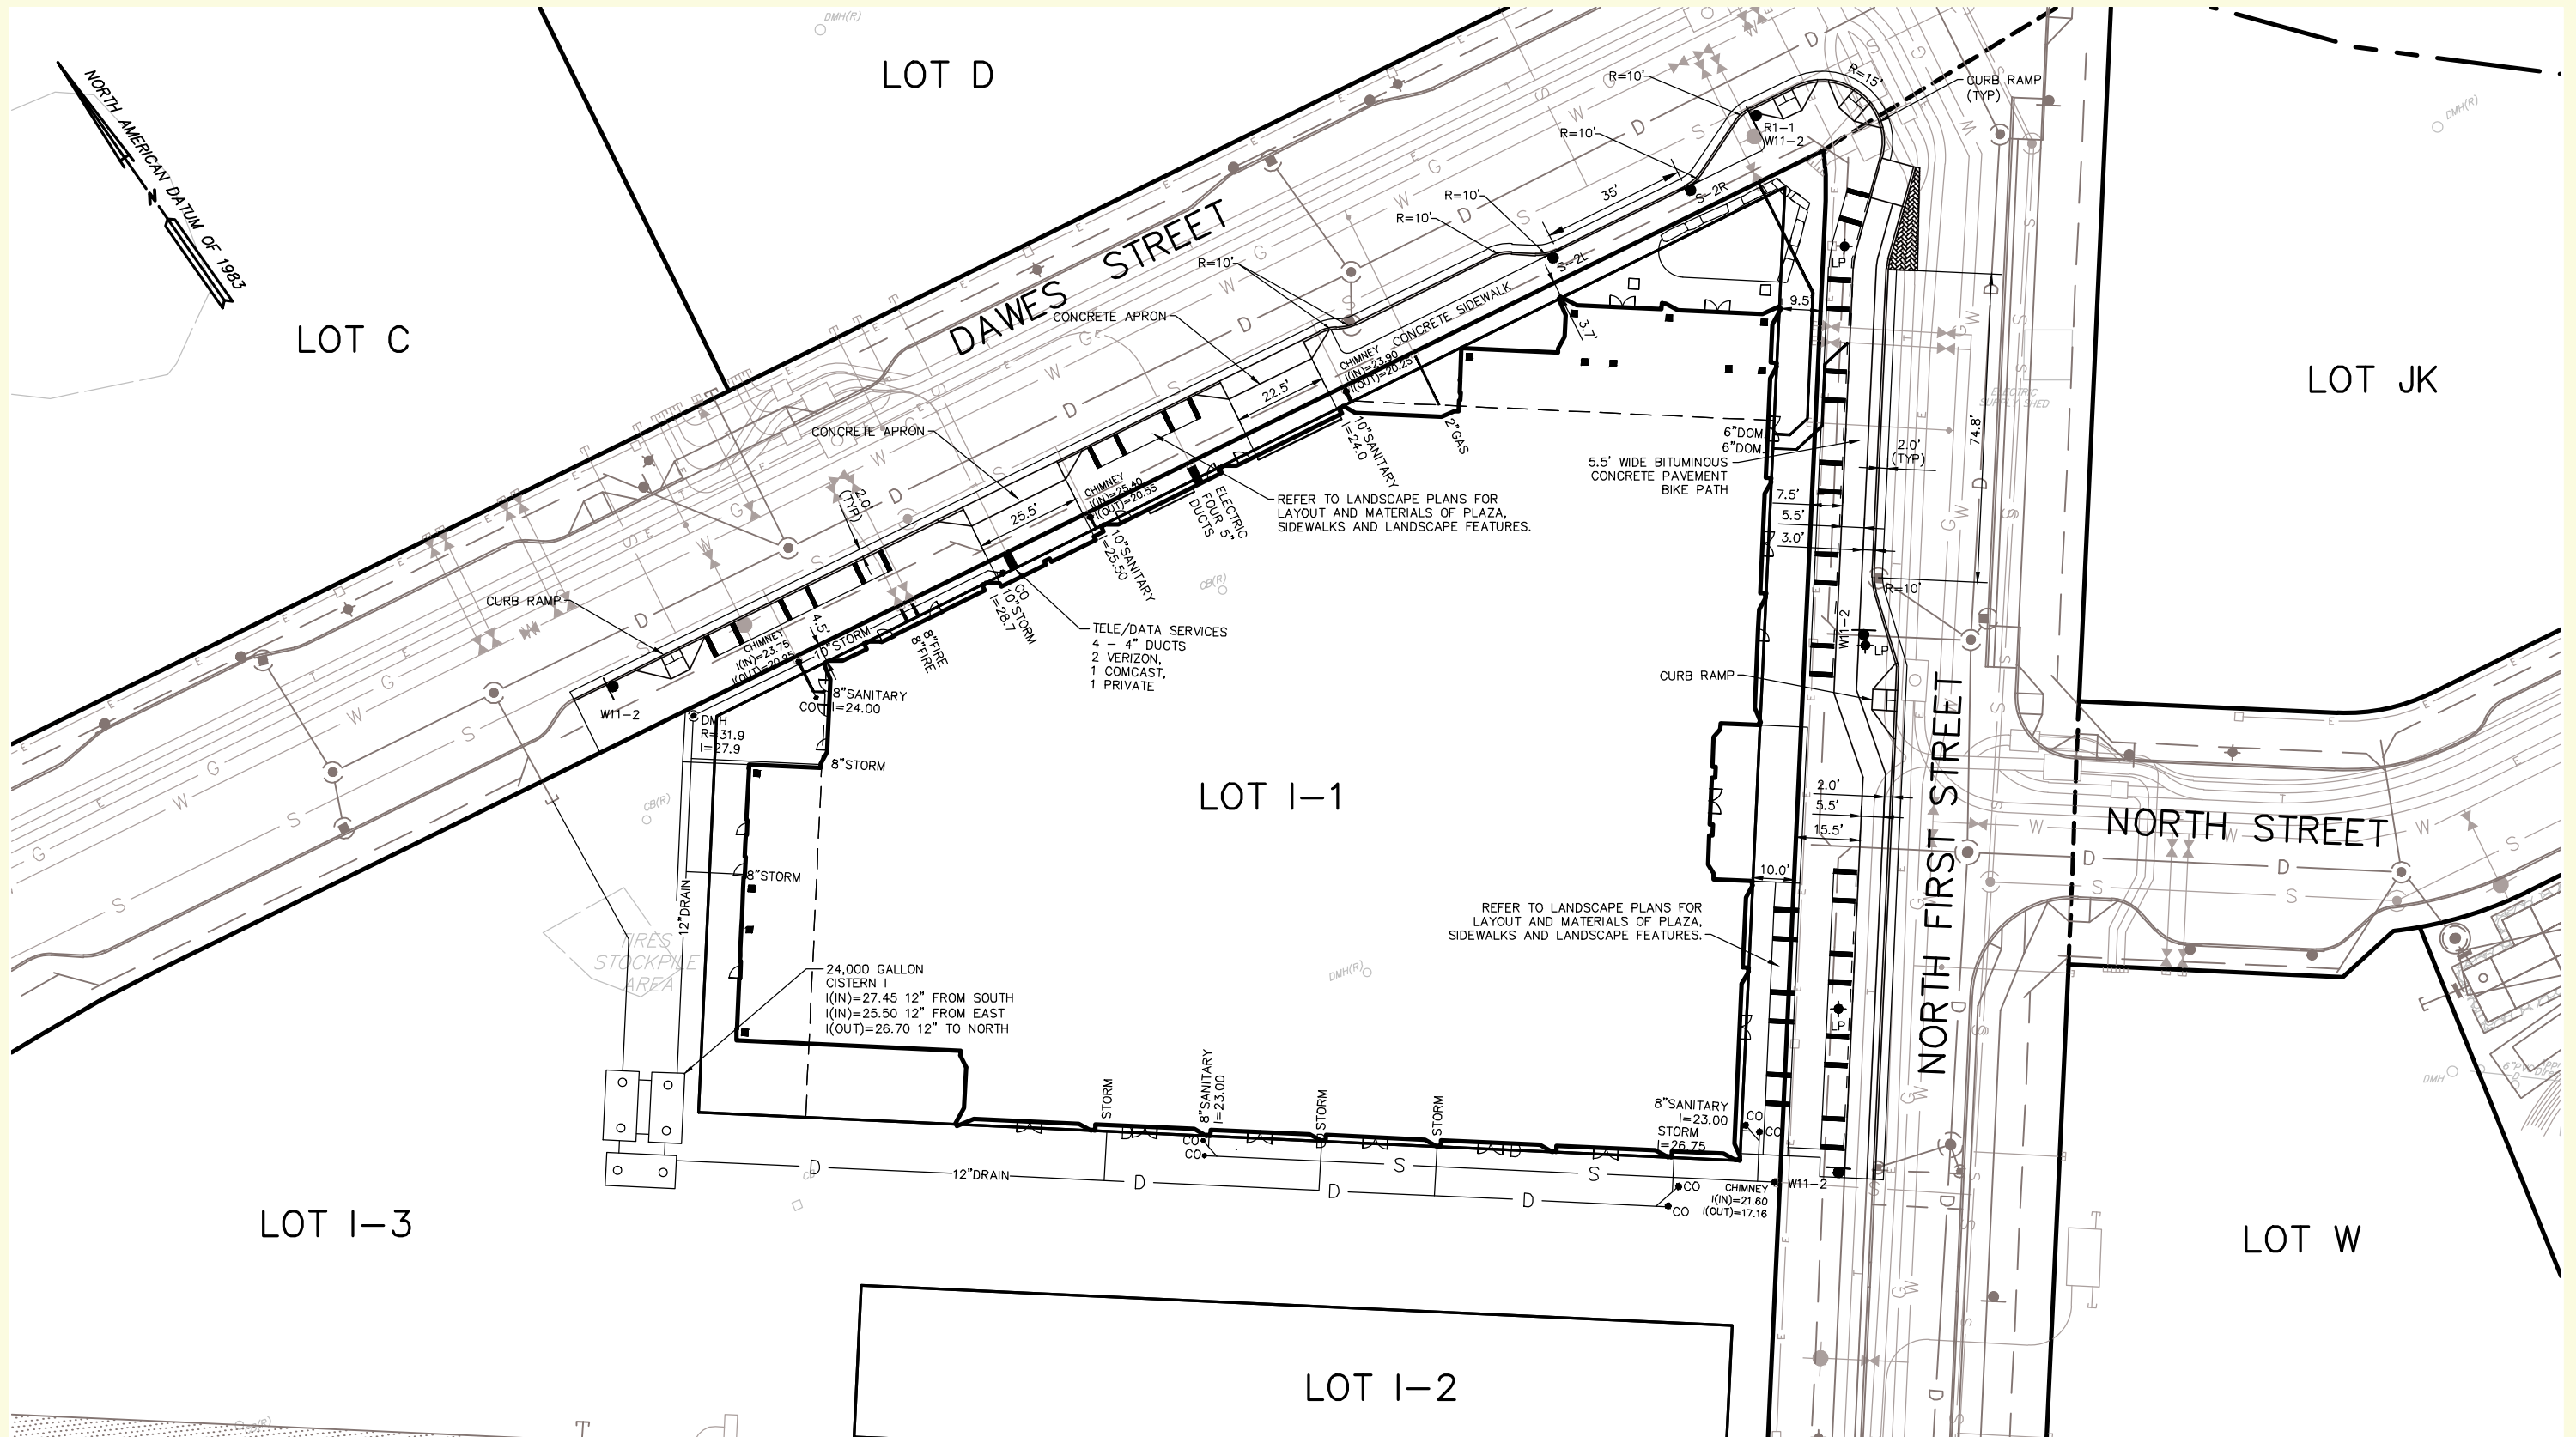 DMH(R)
LOT D
NORTH AMERICAN DATUM OF 1983
N
LOT C
DAWES STREET
R=10'
R=15'
CURB RAMP
(TYP)
R1-1
W11-2
R=10'
35'
S-2R
R=10'
R=10'
S-2L
R=10'
CONCRETE APRON
CONCRETE SIDEWALK
3.7'
9.5'
LP
DMH(R)
LOT JK
ELECTRIC
SUPPLY SHED
CHIMNEY
I(IN)=23.90
I(OUT)=20.25
22.5'
10"SANITARY
I=24.0
2"GAS
CONCRETE APRON
6"DOM.
6"DOM.
5.5' WIDE BITUMINOUS
CONCRETE PAVEMENT
BIKE PATH
2.0'
(TYP)
74.8'
2.0'
(TYP)
25.5'
CHIMNEY
I(IN)=25.40
I(OUT)=20.55
ELECTRIC
FOUR 5"
DUCTS
REFER TO LANDSCAPE PLANS FOR
LAYOUT AND MATERIALS OF PLAZA,
SIDEWALKS AND LANDSCAPE FEATURES.
7.5'
5.5'
3.0'
10"SANITARY
I=25.50
CB(R)
R=10'
CURB RAMP
CO
10"STORM
I=28.7
TELE/DATA SERVICES
4 - 4" DUCTS
2 VERIZON,
1 COMCAST,
1 PRIVATE
4.5'
10"STORM
8"FIRE
8"FIRE
CHIMNEY
I(IN)=23.75
I(OUT)=20.95
W11-2
LP
CURB RAMP
W11-2
8"SANITARY
I=24.00
CO
DMH
R=31.9
I=27.9
8"STORM
LOT I-1
CB(R)
2.0'
5.5'
15.5'
10.0'
NORTH FIRST STREET
NORTH STREET
8"STORM
12"DRAIN
TIRES
STOCKPILE
AREA
REFER TO LANDSCAPE PLANS FOR
LAYOUT AND MATERIALS OF PLAZA,
SIDEWALKS AND LANDSCAPE FEATURES.
DMH(R)
24,000 GALLON
CISTERN I
I(IN)=27.45 12" FROM SOUTH
I(IN)=25.50 12" FROM EAST
I(OUT)=26.70 12" TO NORTH
LP
DMH
STORM
8"SANITARY
I=23.00
STORM
STORM
8"SANITARY
I=23.00
STORM
I=26.75
CO
CO
CO
CO
12"DRAIN
CO
CO
CHIMNEY
I(IN)=21.60
I(OUT)=17.16
W11-2
LOT I-3
LOT W
LOT I-2